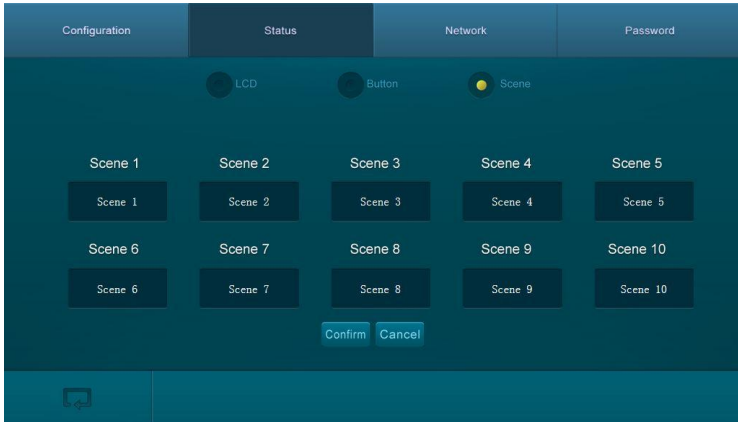 Configuration Status Network Password
LCD Button Scene
Scene 1 Scene 2 Scene 3 Scene 4 Scene 5
Scene 1 Scene 2 Scene 3 Scene 4 Scene 5
Scene 6 Scene 7 Scene 8 Scene 9 Scene 10
Scene 6 Scene 7 Scene 8 Scene 9 Scene 10
Confirm Cancel